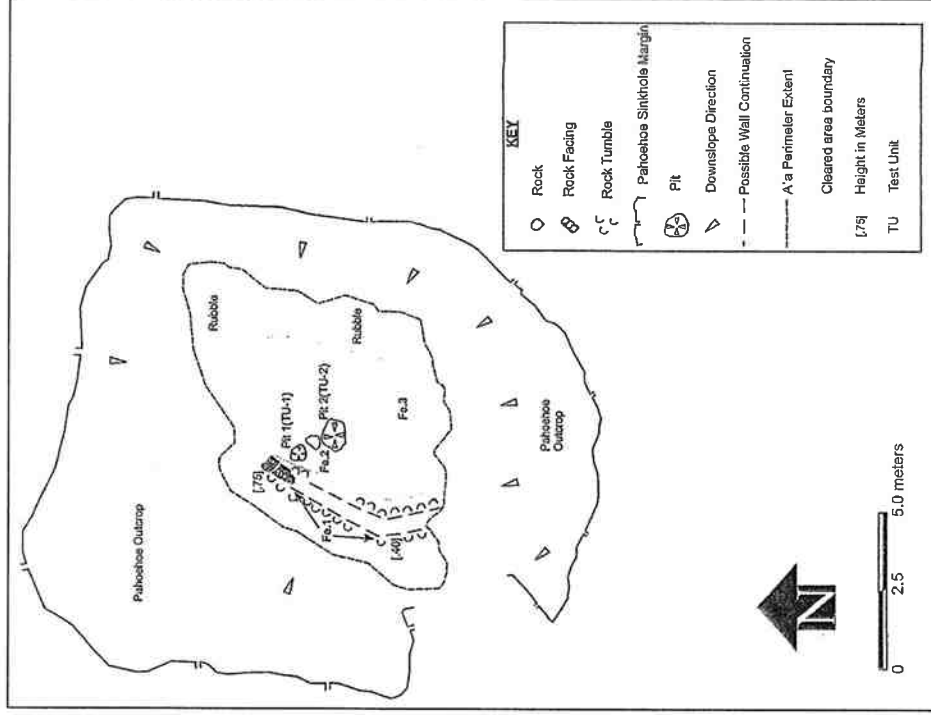 Pahoehoe Outcrop
Rubble
Rubble
Pit 1(TU-1)
Pit 2(TU-2)
[.75]
Fe.2
Fe.1
Fe.3
[.40]
Pahoehoe
Outcrop
N
0 2.5 5.0 meters
KEY
Rock
Rock Facing
Rock Tumble
Pahoehoe Sinkhole Margin
Pit
Downslope Direction
Possible Wall Continuation
A'a Perimeter Extent
Cleared area boundary
[.75] Height in Meters
TU Test Unit